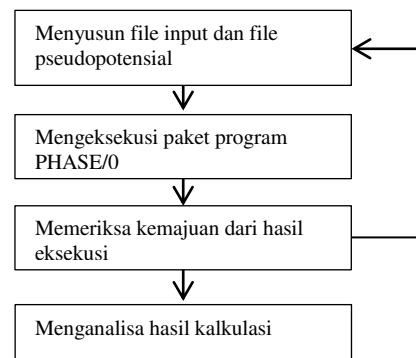 Menyusun file input dan file
pseudopotensial
Mengeksekusi paket program
PHASE/0
Memeriksa kemajuan dari hasil
eksekusi
Menganalisa hasil kalkulasi